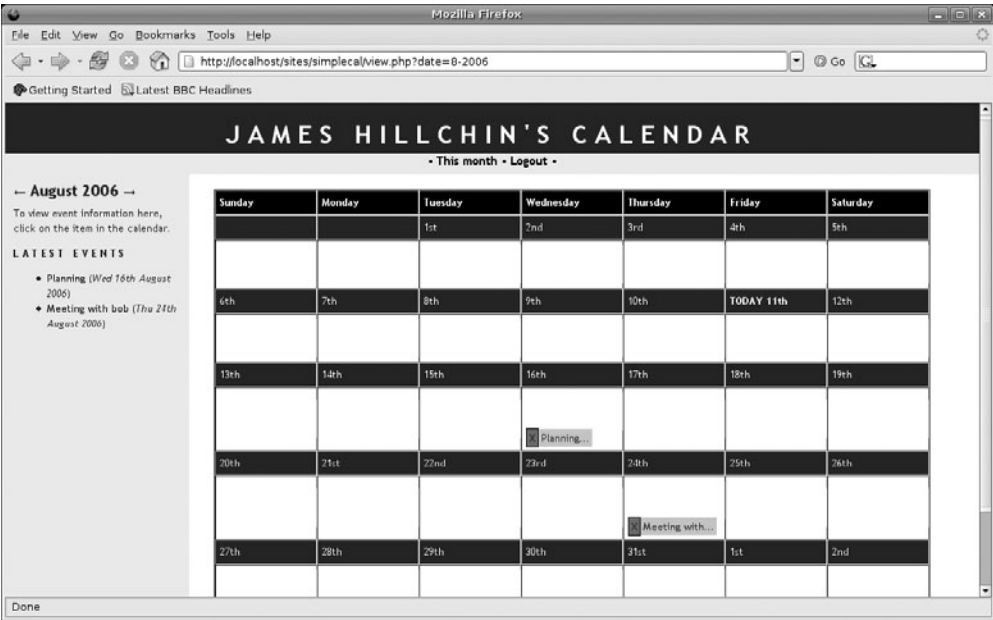 Mozilla Firefox
File Edit View Go Bookmarks Tools Help
http://localhost/sites/simplecal/view.php?date=8-2006
Go
Getting Started Latest BBC Headlines
JAMES HILLCHIN'S CALENDAR
• This month • Logout •
← August 2006 →
To view event information here,
click on the item in the calendar.
LATEST EVENTS
• Planning (Wed 16th August
2006)
• Meeting with bob (Thu 24th
August 2006)
Sunday Monday Tuesday Wednesday Thursday Friday Saturday
1st 2nd 3rd 4th 5th
6th 7th 8th 9th 10th TODAY 11th 12th
13th 14th 15th 16th 17th 18th 19th
X Planning...
20th 21st 22nd 23rd 24th 25th 26th
X Meeting with...
27th 28th 29th 30th 31st 1st 2nd
Done